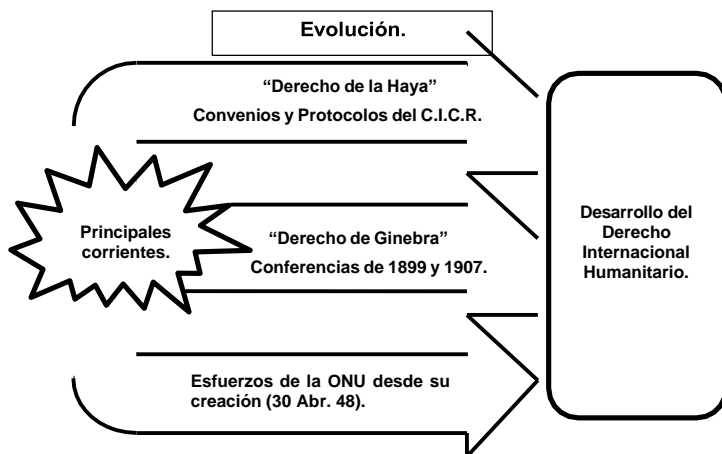 Evolución.
“Derecho de la Haya”
Convenios y Protocolos del C.I.C.R.
Principales
corrientes.
“Derecho de Ginebra”
Conferencias de 1899 y 1907.
Esfuerzos de la ONU desde su
creación (30 Abr. 48).
Desarrollo del
Derecho
Internacional
Humanitario.